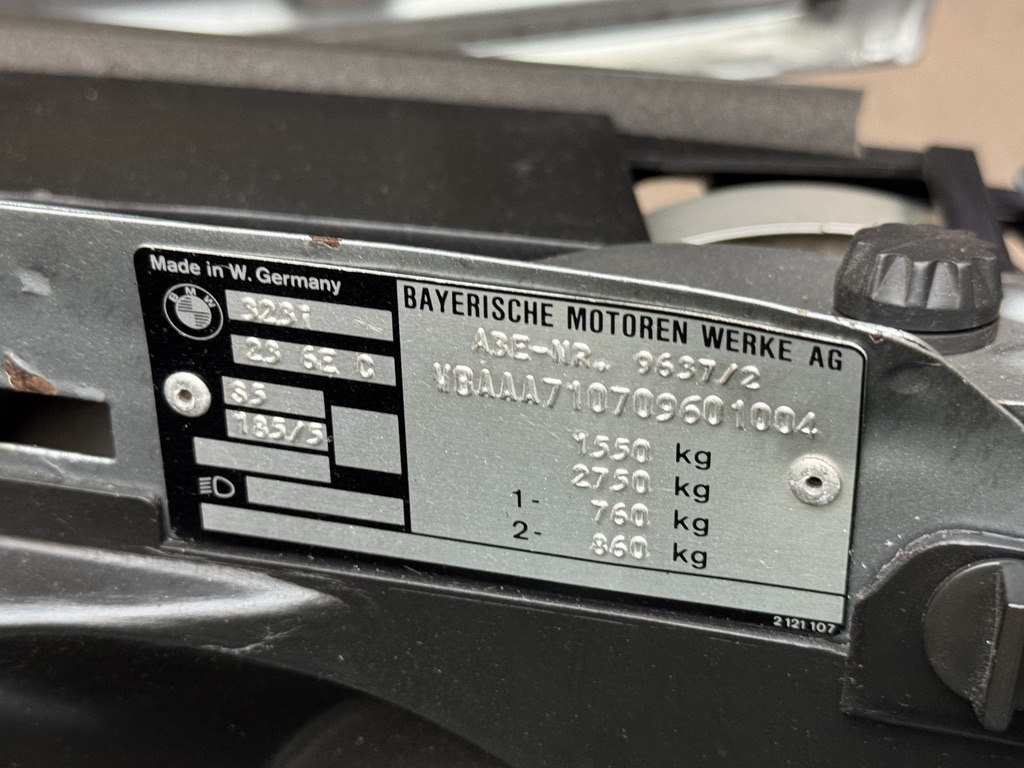 Made in W. Germany
BMW
323i
23 6E C
85
185/5
BAYERISCHE MOTOREN WERKE AG
ABE-NR. 9637/2
WBAAA710709601004
1550 kg
2750 kg
1- 760 kg
2- 860 kg
2 121 107